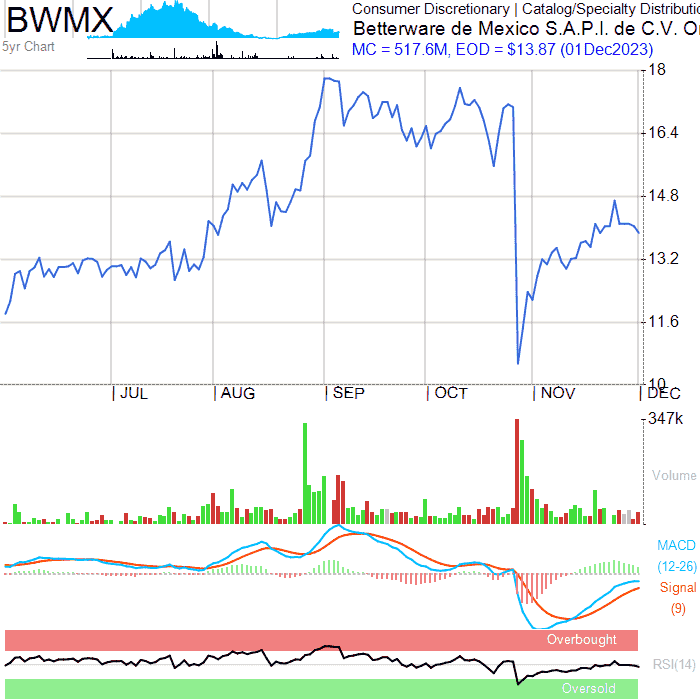 BWMX
5yr Chart
Consumer Discretionary | Catalog/Specialty Distributio
Betterware de Mexico S.A.P.I. de C.V. Or
MC = 517.6M, EOD = $13.87 (01Dec2023)
18
16.4
14.8
13.2
11.6
10
JUL AUG SEP OCT NOV DEC
347k
Volume
MACD
(12-26)
Signal
(9)
Overbought
RSI(14)
Oversold